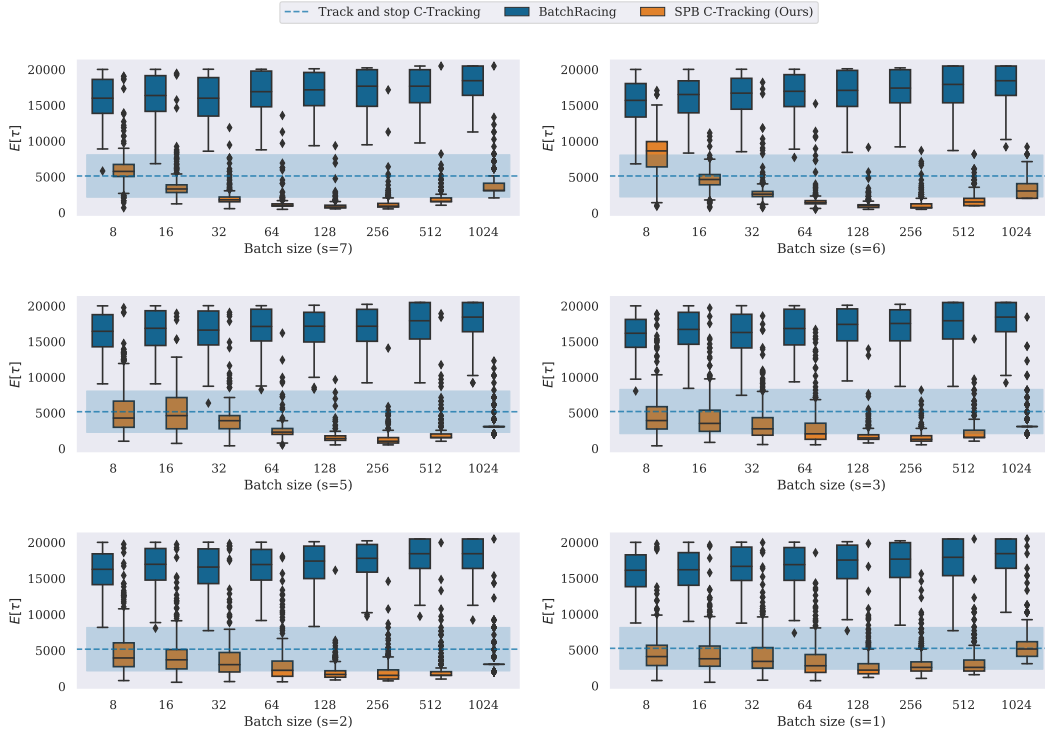 Track and stop C-Tracking BatchRacing SPB C-Tracking (Ours)
20000 15000 10000 5000 0
E[τ]
8 16 32 64 128 256 512 1024
Batch size (s=7)
20000 15000 10000 5000 0
E[τ]
8 16 32 64 128 256 512 1024
Batch size (s=6)
20000 15000 10000 5000 0
E[τ]
8 16 32 64 128 256 512 1024
Batch size (s=5)
20000 15000 10000 5000 0
E[τ]
8 16 32 64 128 256 512 1024
Batch size (s=3)
20000 15000 10000 5000 0
E[τ]
8 16 32 64 128 256 512 1024
Batch size (s=2)
20000 15000 10000 5000 0
E[τ]
8 16 32 64 128 256 512 1024
Batch size (s=1)